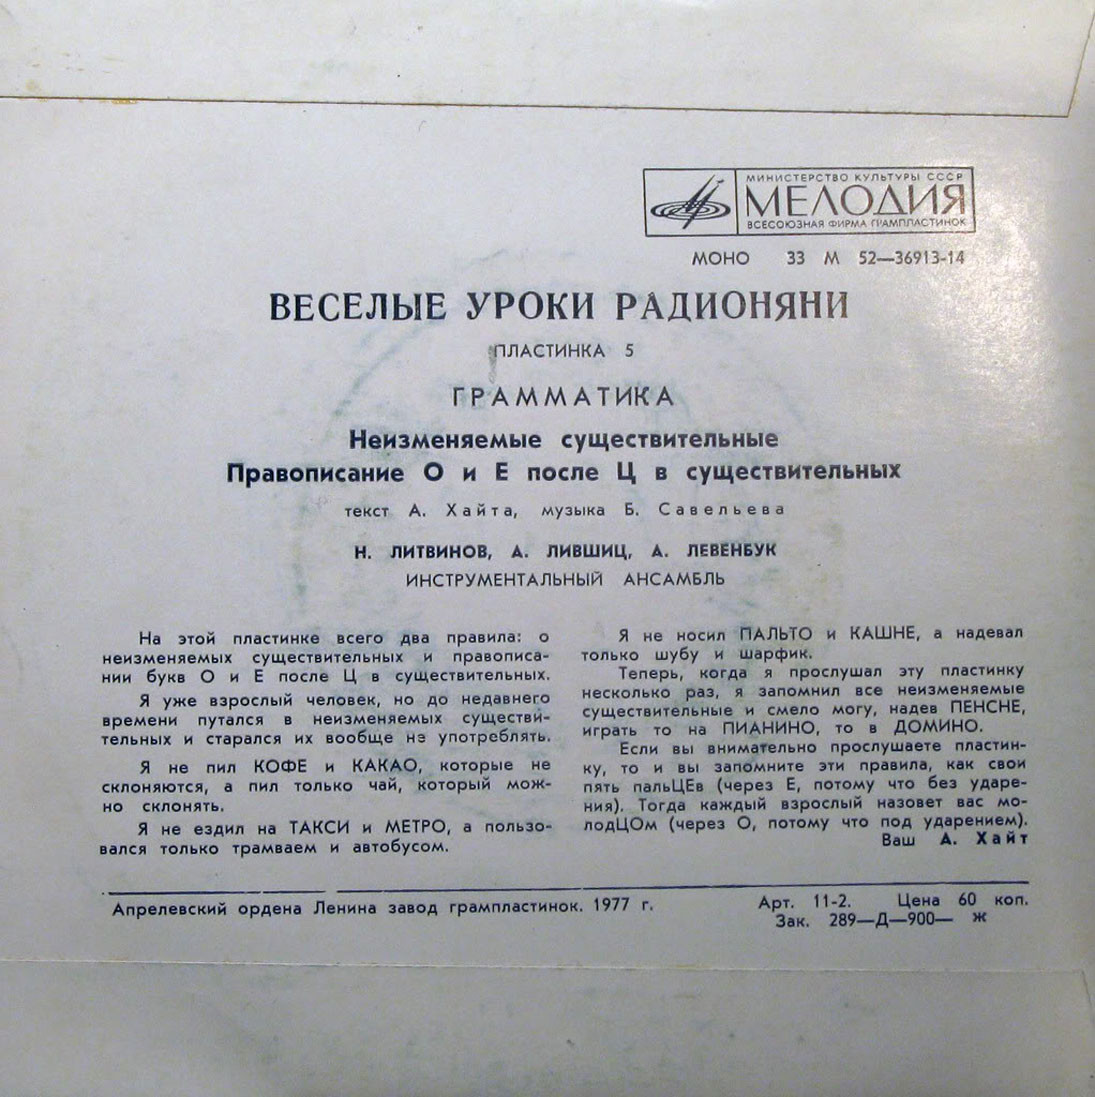 МИНИСТЕРСТВО КУЛЬТУРЫ СССР
МЕЛОДИЯ
ВСЕСОЮЗНАЯ ФИРМА ГРАМПЛАСТИНОК
МОНО 33 М 52—36913-14
ВЕСЕЛЫЕ УРОКИ РАДИОНЯНИ
ПЛАСТИНКА 5
ГРАММАТИКА
Неизменяемые существительные
Правописание О и Е после Ц в существительных
текст А. Хайта, музыка Б. Савельева
Н. ЛИТВИНОВ, А. ЛИВШИЦ, А. ЛЕВЕНБУК
ИНСТРУМЕНТАЛЬНЫЙ АНСАМБЛЬ
На этой пластинке всего два правила: о
неизменяемых существительных и правописа-
нии букв О и Е после Ц в существительных.
Я уже взрослый человек, но до недавнего
времени путался в неизменяемых существи-
тельных и старался их вообще не употреблять.
Я не пил КОФЕ и КАКАО, которые не
склоняются, а пил только чай, который мож-
но склонять.
Я не ездил на ТАКСИ и МЕТРО, а пользо-
вался только трамваем и автобусом.
Я не носил ПАЛЬТО и КАШНЕ, а надевал
только шубу и шарфик.
Теперь, когда я прослушал эту пластинку
несколько раз, я запомнил все неизменяемые
существительные и смело могу, надев ПЕНСНЕ,
играть то на ПИАНИНО, то в ДОМИНО.
Если вы внимательно прослушаете пластин-
ку, то и вы запомните эти правила, как свои
пять пальЦЕв (через Е, потому что без ударе-
ния). Тогда каждый взрослый назовет вас мо-
лодЦОм (через О, потому что под ударением).
Ваш А. Хайт
Апрелевский ордена Ленина завод грампластинок. 1977 г.
Арт. 11-2. Цена 60 коп.
Зак. 289—Д—900— Ж